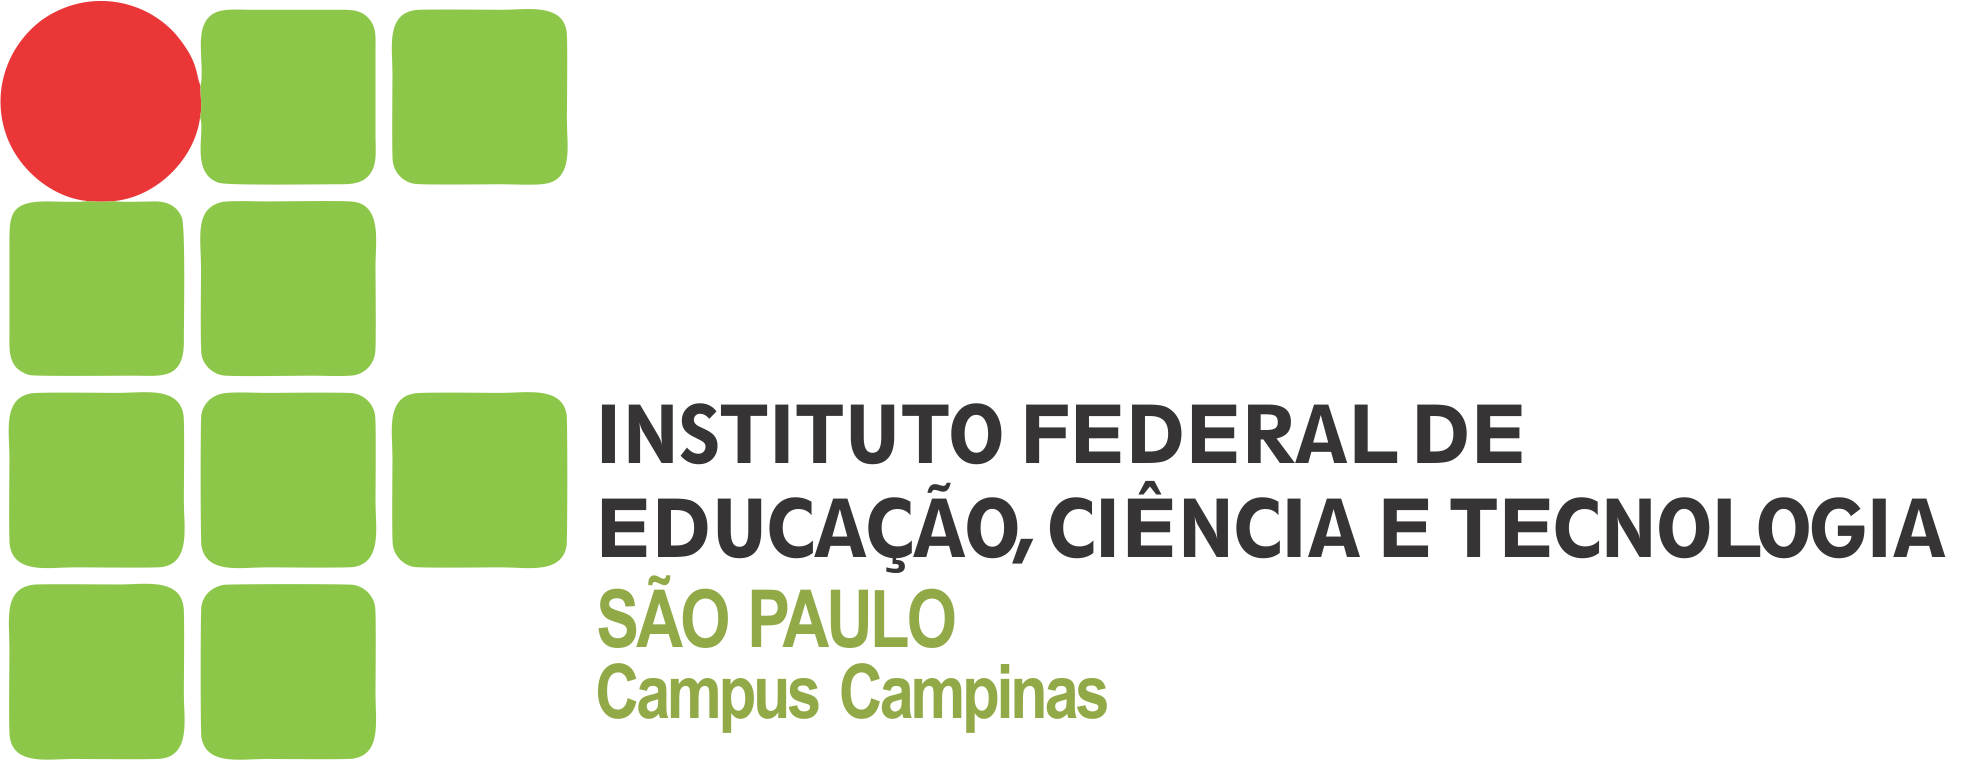 INSTITUTO FEDERAL DE
EDUCAÇÃO, CIÊNCIA E TECNOLOGIA
SÃO PAULO
Campus Campinas